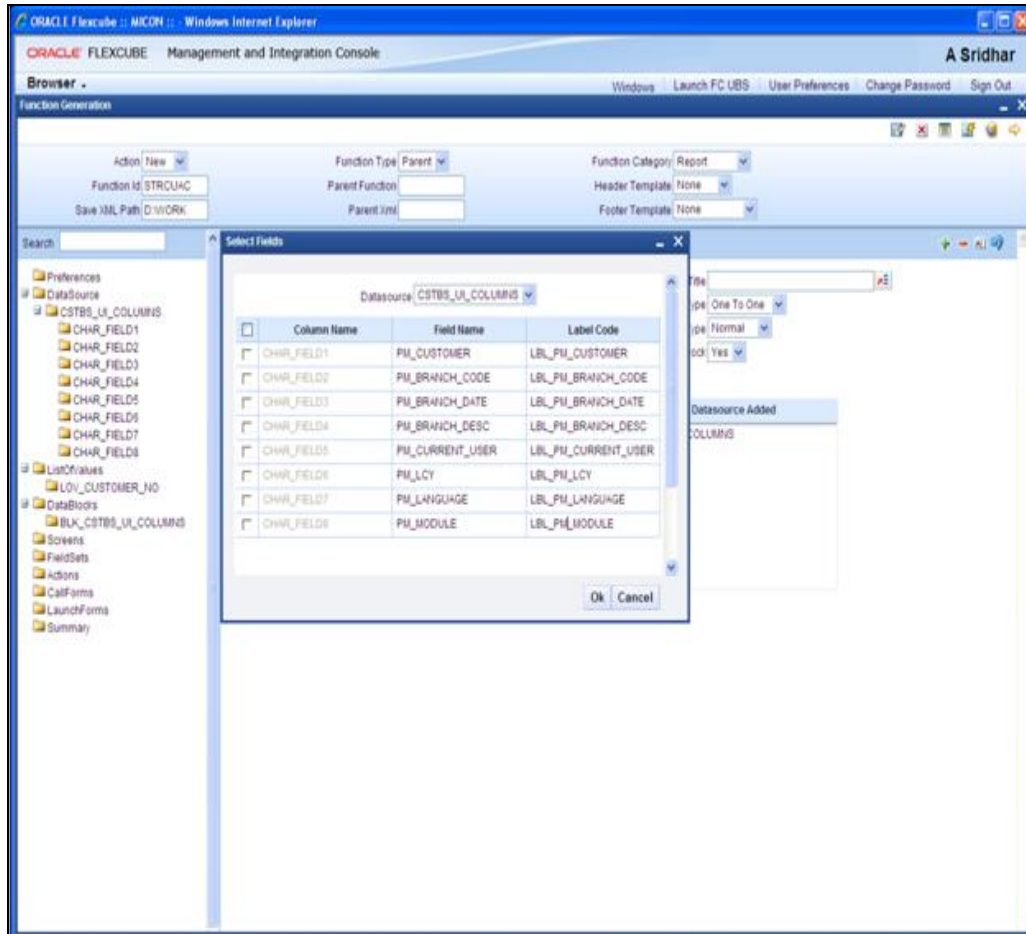 ORACLE Flexcube :: MICON :: - Windows Internet Explorer
ORACLE FLEXCUBE Management and Integration Console
A Sridhar
Browser
Windows Launch FC UBS User Preferences Change Password Sign Out
Function Generation
Action New Function Type Parent Function Category Report
Function Id STRCUAC Parent Function Header Template None
Save XML Path D:\WORK Parent Xml Footer Template None
Search
Preferences
DataSource
CSTBS_UI_COLUMNS
CHAR_FIELD1
CHAR_FIELD2
CHAR_FIELD3
CHAR_FIELD4
CHAR_FIELD5
CHAR_FIELD6
CHAR_FIELD7
CHAR_FIELD8
ListOfValues
LOV_CUSTOMER_NO
DataBlocks
BLK_CSTBS_UI_COLUMNS
Screens
FieldSets
Actions
CallForms
LaunchForms
Summary
Select Fields
Datasource CSTBS_UI_COLUMNS
Column Name Field Name Label Code
CHAR_FIELD1 PM_CUSTOMER LBL_PM_CUSTOMER
CHAR_FIELD2 PM_BRANCH_CODE LBL_PM_BRANCH_CODE
CHAR_FIELD3 PM_BRANCH_DATE LBL_PM_BRANCH_DATE
CHAR_FIELD4 PM_BRANCH_DESC LBL_PM_BRANCH_DESC
CHAR_FIELD5 PM_CURRENT_USER LBL_PM_CURRENT_USER
CHAR_FIELD6 PM_LCY LBL_PM_LCY
CHAR_FIELD7 PM_LANGUAGE LBL_PM_LANGUAGE
CHAR_FIELD8 PM_MODULE LBL_PM_MODULE
Ok Cancel
Title
ype One To One
ype Normal
ock Yes
Datasource Added
COLUMNS